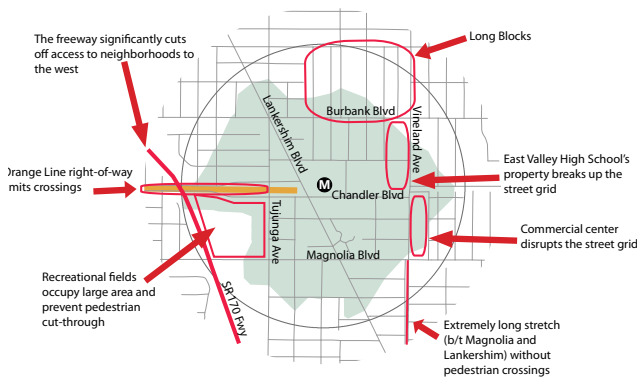 The freeway significantly cuts
off access to neighborhoods to
the west
Long Blocks
Burbank Blvd
Lankershim Blvd
Vineland Ave
East Valley High School's
property breaks up the
street grid
Orange Line right-of-way
mits crossings
M
Chandler Blvd
Tujunga Ave
Commercial center
disrupts the street grid
Magnolia Blvd
Recreational fields
occupy large area and
prevent pedestrian
cut-through
SR170 Fwy
Extremely long stretch
(b/t Magnolia and
Lankershim) without
pedestrian crossings